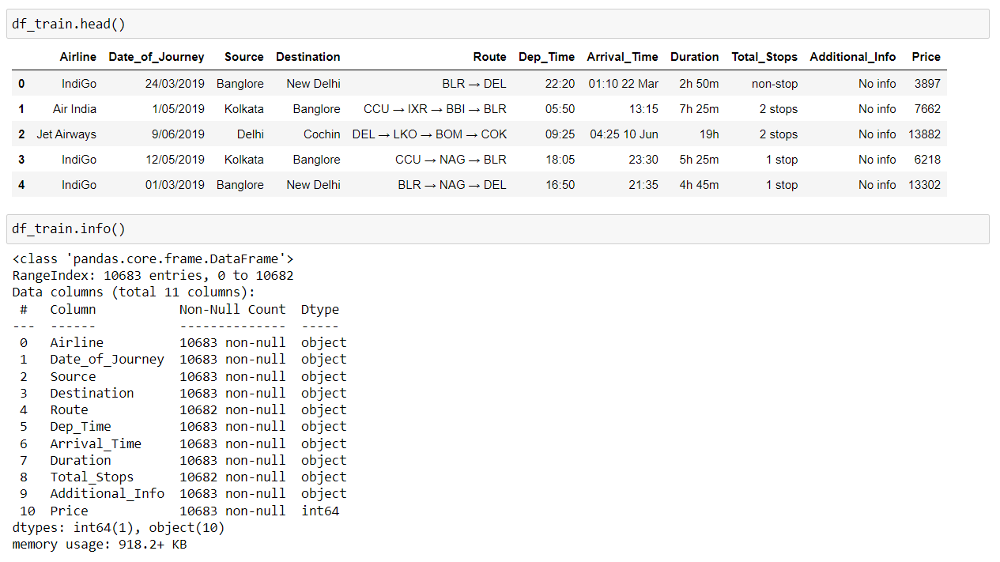 df_train.head()
Airline Date_of_Journey Source Destination Route Dep_Time Arrival_Time Duration Total_Stops Additional_Info Price
0 IndiGo 24/03/2019 Banglore New Delhi BLR → DEL 22:20 01:10 22 Mar 2h 50m non-stop No info 3897
1 Air India 1/05/2019 Kolkata Banglore CCU → IXR → BBI → BLR 05:50 13:15 7h 25m 2 stops No info 7662
2 Jet Airways 9/06/2019 Delhi Cochin DEL → LKO → BOM → COK 09:25 04:25 10 Jun 19h 2 stops No info 13882
3 IndiGo 12/05/2019 Kolkata Banglore CCU → NAG → BLR 18:05 23:30 5h 25m 1 stop No info 6218
4 IndiGo 01/03/2019 Banglore New Delhi BLR → NAG → DEL 16:50 21:35 4h 45m 1 stop No info 13302
df_train.info()
<class 'pandas.core.frame.DataFrame'>
RangeIndex: 10683 entries, 0 to 10682
Data columns (total 11 columns):
 #   Column           Non-Null Count  Dtype
---  ------           --------------  -----
 0   Airline          10683 non-null  object
 1   Date_of_Journey  10683 non-null  object
 2   Source           10683 non-null  object
 3   Destination      10683 non-null  object
 4   Route            10682 non-null  object
 5   Dep_Time         10683 non-null  object
 6   Arrival_Time     10683 non-null  object
 7   Duration         10683 non-null  object
 8   Total_Stops      10682 non-null  object
 9   Additional_Info  10683 non-null  object
 10  Price            10683 non-null  int64
dtypes: int64(1), object(10)
memory usage: 918.2+ KB